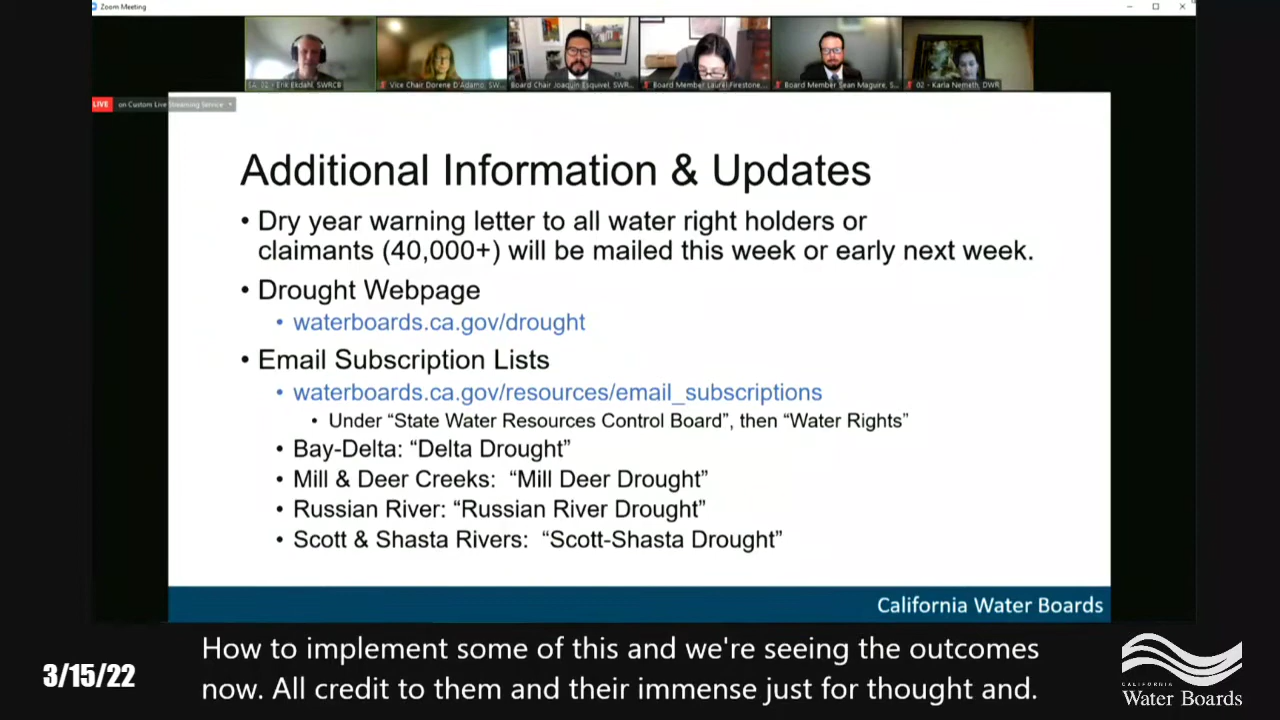 Zoom Meeting
02 - Erik Ekdahl, SWRCB
Vice Chair Dorene D'Adamo, SW...
Board Chair Joaquin Esquivel, SWR...
Board Member Laurel Firestone...
Board Member Sean Maguire, S...
02 - Karla Nemeth, DWR
LIVE on Custom Live Streaming Service
Additional Information & Updates
• Dry year warning letter to all water right holders or
claimants (40,000+) will be mailed this week or early next week.
• Drought Webpage
• waterboards.ca.gov/drought
• Email Subscription Lists
• waterboards.ca.gov/resources/email_subscriptions
• Under “State Water Resources Control Board”, then “Water Rights”
• Bay-Delta: “Delta Drought”
• Mill & Deer Creeks: “Mill Deer Drought”
• Russian River: “Russian River Drought”
• Scott & Shasta Rivers: “Scott-Shasta Drought”
California Water Boards
How to implement some of this and we're seeing the outcomes
now. All credit to them and their immense just for thought and.
3/15/22
CALIFORNIA
Water Boards